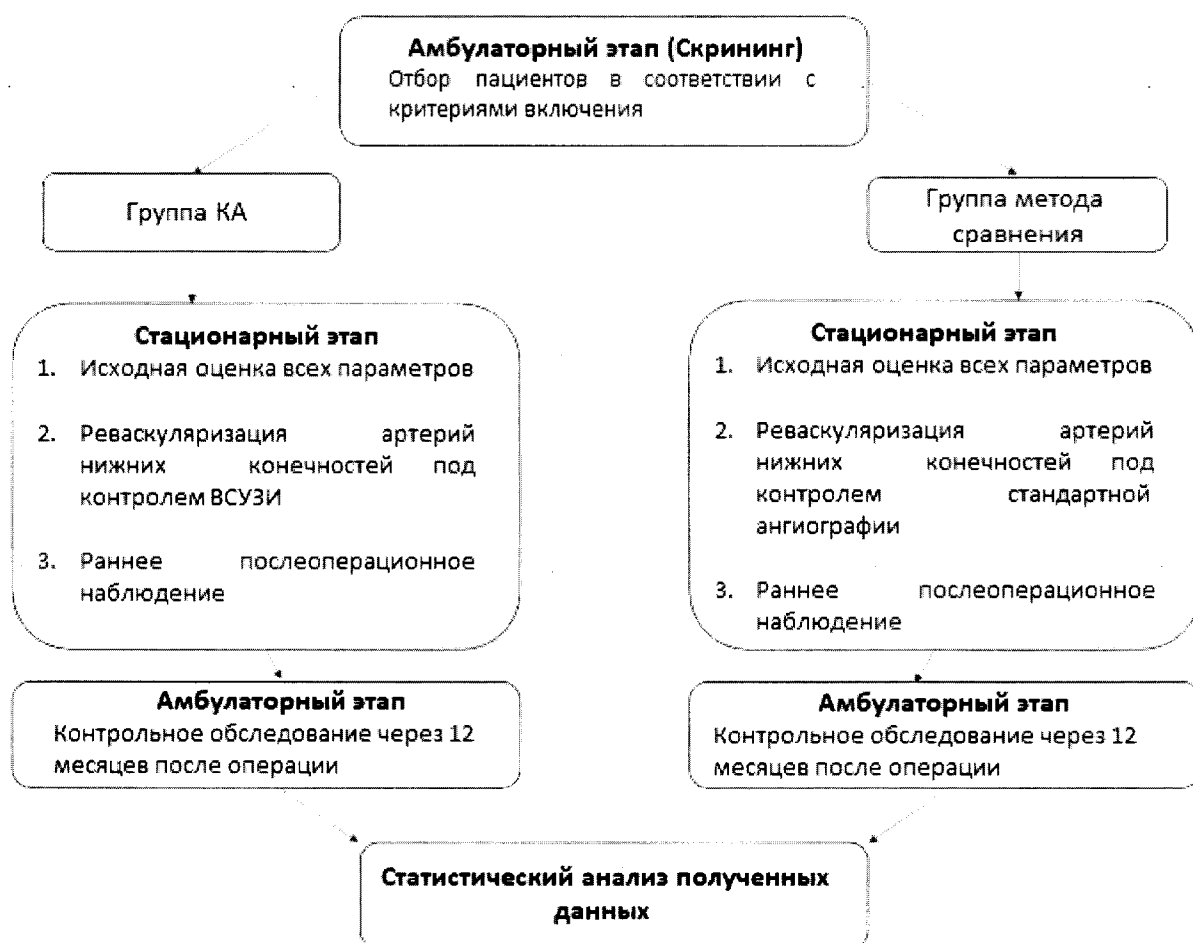 Амбулаторный этап (Скрининг)
Отбор пациентов в соответствии с
критериями включения
Группа КА
Группа метода
сравнения
Стационарный этап
1. Исходная оценка всех параметров
2. Реваскуляризация артерий
нижних конечностей под
контролем ВСУЗИ
3. Раннее послеоперационное
наблюдение
Стационарный этап
1. Исходная оценка всех параметров
2. Реваскуляризация артерий
нижних конечностей под
контролем стандартной
ангиографии
3. Раннее послеоперационное
наблюдение
Амбулаторный этап
Контрольное обследование через 12
месяцев после операции
Амбулаторный этап
Контрольное обследование через 12
месяцев после операции
Статистический анализ полученных
данных